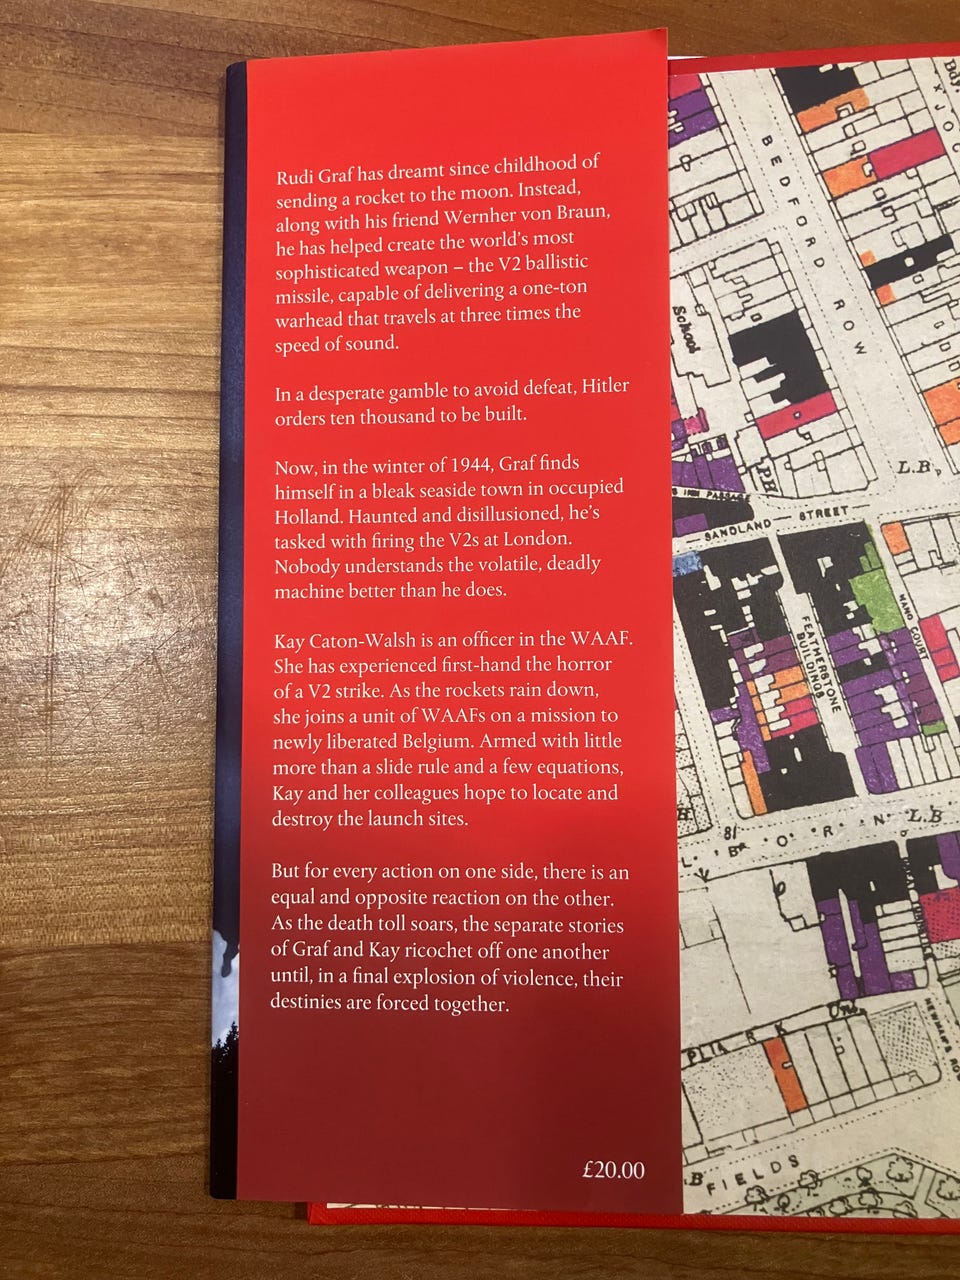 Rudi Graf has dreamt since childhood of
sending a rocket to the moon. Instead,
along with his friend Wernher von Braun,
he has helped create the world's most
sophisticated weapon – the V2 ballistic
missile, capable of delivering a one-ton
warhead that travels at three times the
speed of sound.
In a desperate gamble to avoid defeat, Hitler
orders ten thousand to be built.
Now, in the winter of 1944, Graf finds
himself in a bleak seaside town in occupied
Holland. Haunted and disillusioned, he's
tasked with firing the V2s at London.
Nobody understands the volatile, deadly
machine better than he does.
Kay Caton-Walsh is an officer in the WAAF.
She has experienced first-hand the horror
of a V2 strike. As the rockets rain down,
she joins a unit of WAAFs on a mission to
newly liberated Belgium. Armed with little
more than a slide rule and a few equations,
Kay and her colleagues hope to locate and
destroy the launch sites.
But for every action on one side, there is an
equal and opposite reaction on the other.
As the death toll soars, the separate stories
of Graf and Kay ricochet off one another
until, in a final explosion of violence, their
destinies are forced together.
£20.00
Bdy.
BEDFORD ROW
School
L.B.
PH
INN PASSAGE
SANDLAND STREET
HAND COURT
FEATHERSTONE
BUILDINGS
81
L B O R N
L.B
FIELDS